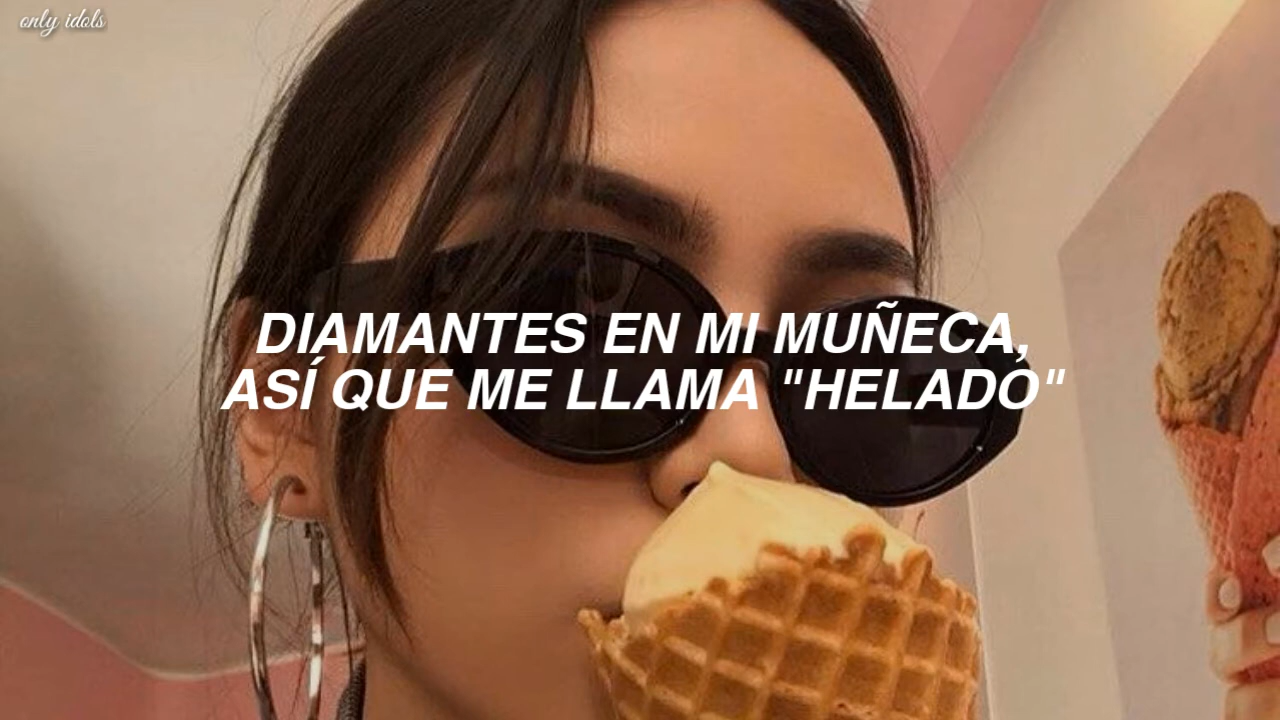 only idols
DIAMANTES EN MI MUÑECA,
ASÍ QUE ME LLAMA "HELADO"